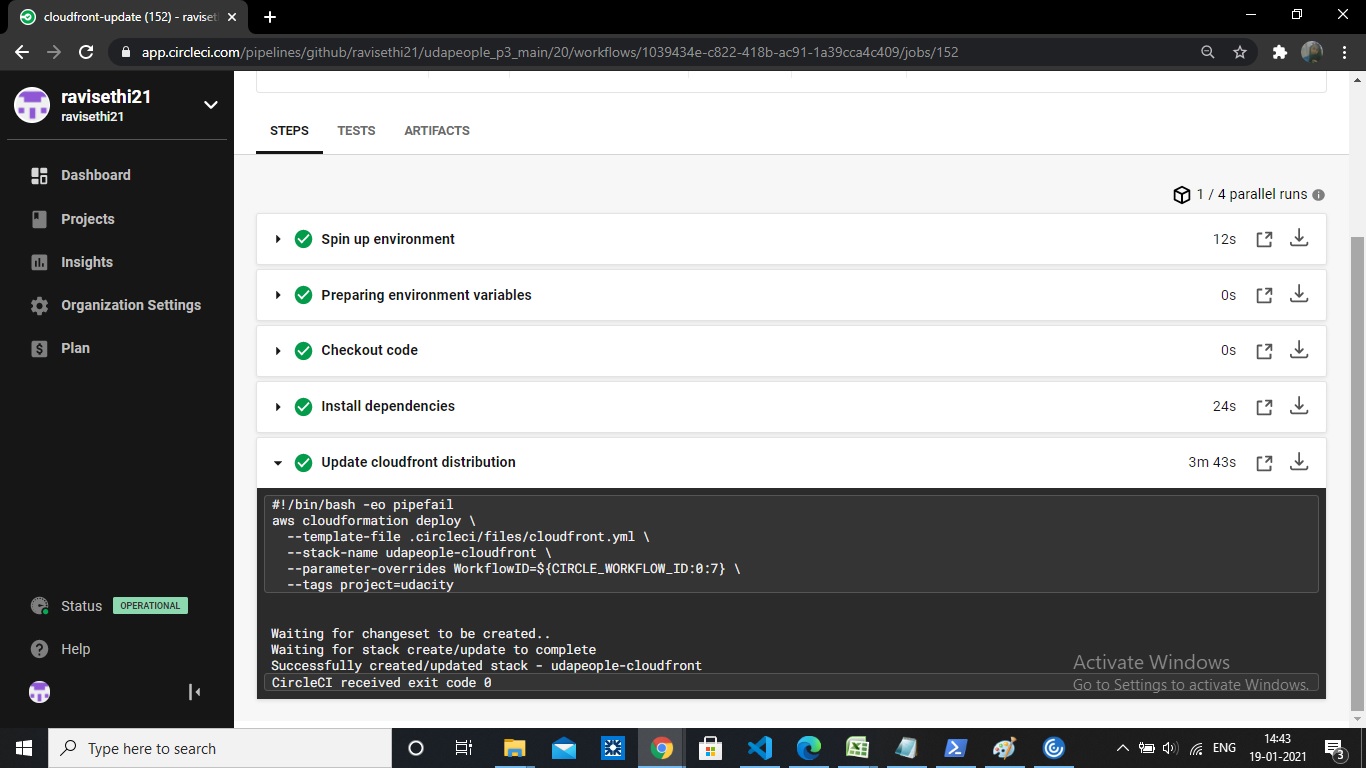 cloudfront-update (152) - raviset
app.circleci.com/pipelines/github/ravisethi21/udapeople_p3_main/20/workflows/1039434e-c822-418b-ac91-1a39cca4c409/jobs/152
ravisethi21
ravisethi21
Dashboard
Projects
Insights
Organization Settings
Plan
Status OPERATIONAL
Help
STEPS TESTS ARTIFACTS
1 / 4 parallel runs
Spin up environment 12s
Preparing environment variables 0s
Checkout code 0s
Install dependencies 24s
Update cloudfront distribution 3m 43s
#!/bin/bash -eo pipefail
aws cloudformation deploy \
--template-file .circleci/files/cloudfront.yml \
--stack-name udapeople-cloudfront \
--parameter-overrides WorkflowID=${CIRCLE_WORKFLOW_ID:0:7} \
--tags project=udacity
Waiting for changeset to be created..
Waiting for stack create/update to complete
Successfully created/updated stack - udapeople-cloudfront
CircleCI received exit code 0
Activate Windows
Go to Settings to activate Windows.
Type here to search
ENG
14:43
19-01-2021
3